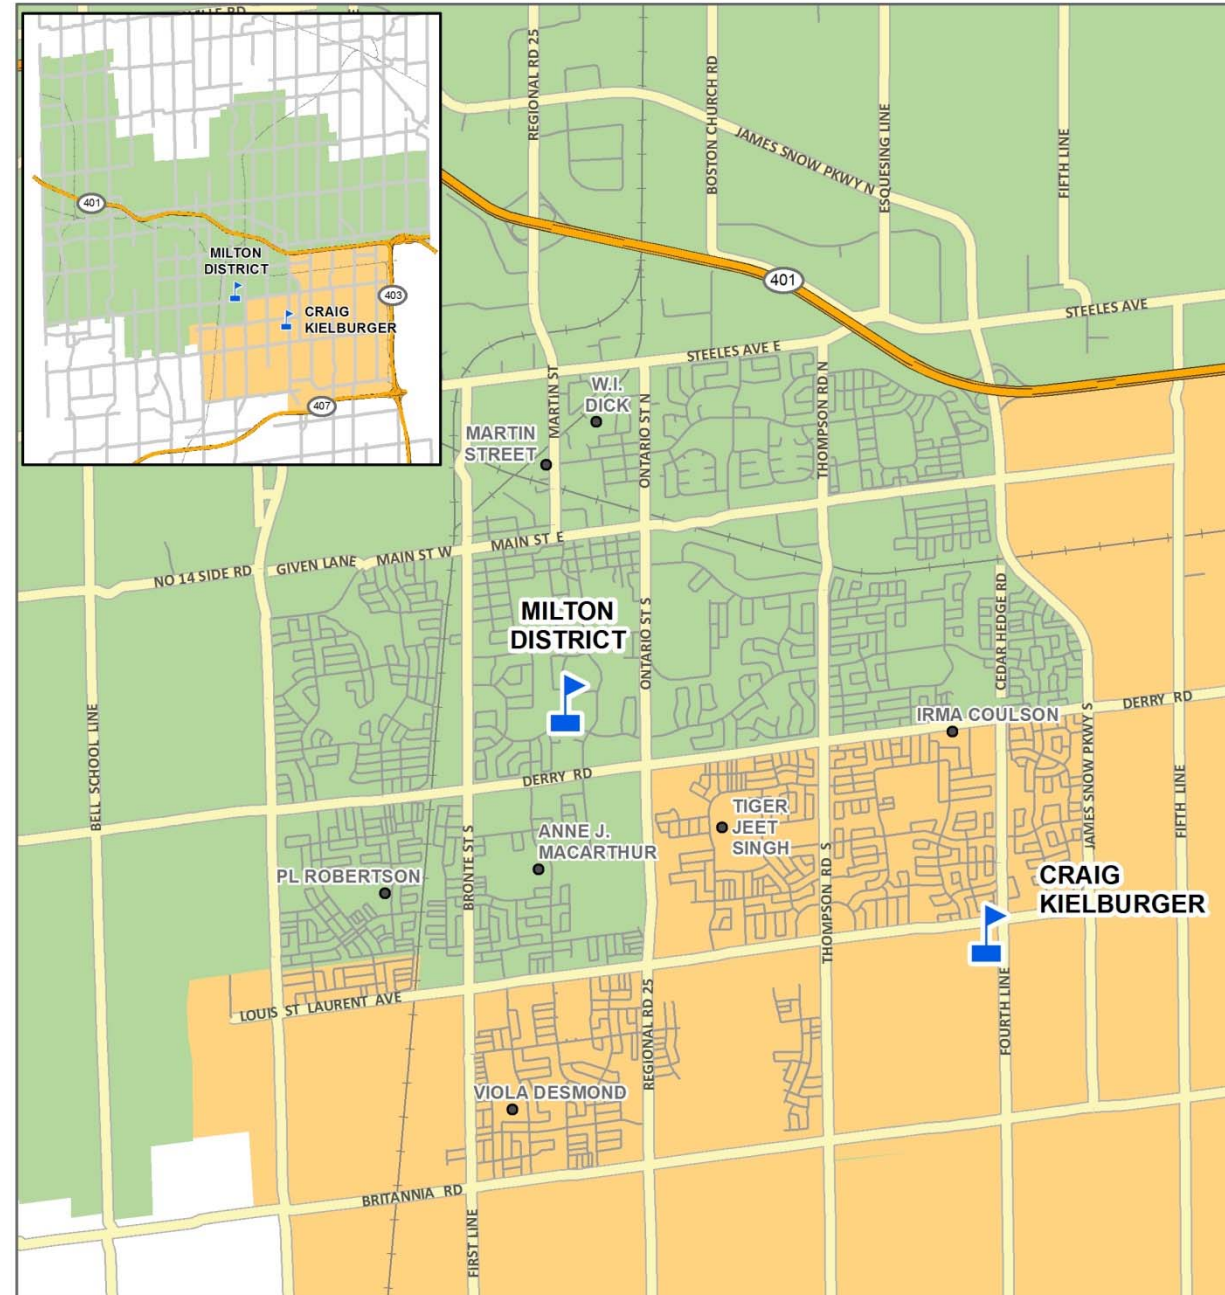 401
MILTON
DISTRICT
403
CRAIG
KIELBURGER
407
REGIONAL RD 25
BOSTON CHURCH RD
JAMES SNOW PKWY N
ESQUESING LINE
FIFTH LINE
401
STEELES AVE
STEELES AVE E
W.I.
DICK
MARTIN ST
MARTIN
STREET
ONTARIO ST N
THOMPSON RD N
MAIN ST E
MAIN ST W
GIVEN LANE
NO 14 SIDE RD
MILTON
DISTRICT
ONTARIO ST S
CEDAR HEDGE RD
DERRY RD
IRMA COULSON
BELL SCHOOL LINE
DERRY RD
JAMES SNOW PKWY S
FIFTH LINE
TIGER
JEET
SINGH
ANNE J.
MACARTHUR
PL ROBERTSON
BRONTE ST S
THOMPSON RD S
CRAIG
KIELBURGER
LOUIS ST LAURENT AVE
REGIONAL RD 25
FOURTH LINE
VIOLA DESMOND
BRITANNIA RD
FIRST LINE